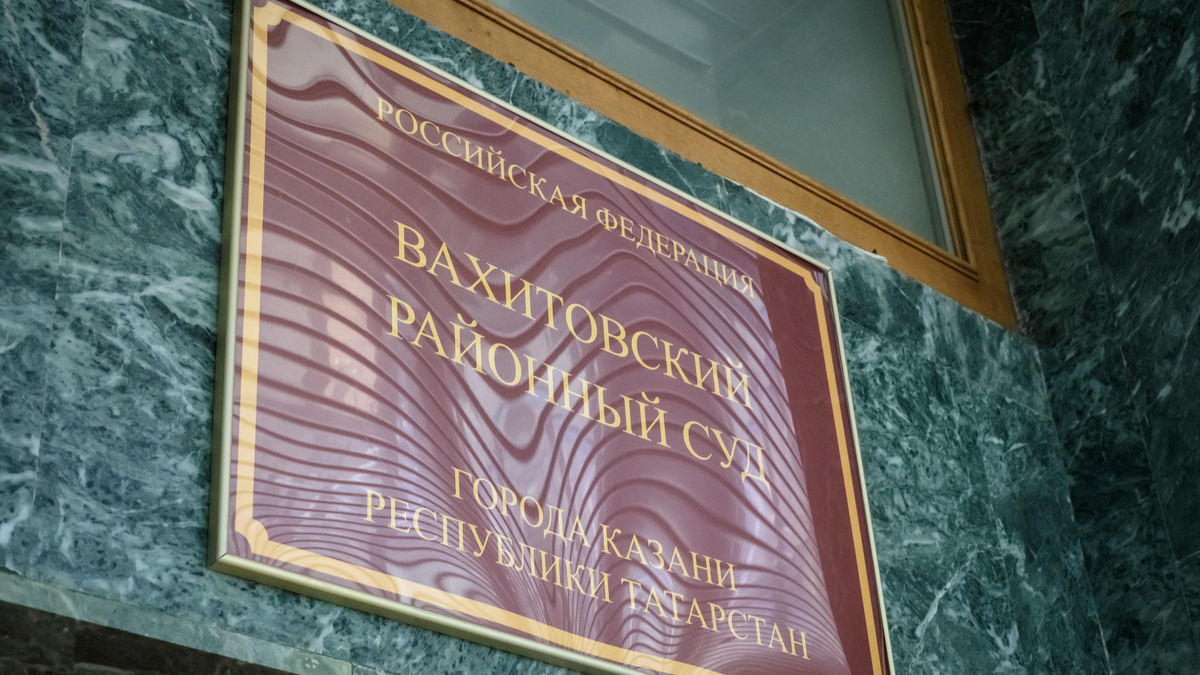 РОССИЙСКАЯ ФЕДЕРАЦИЯ
ВАХИТОВСКИЙ
РАЙОННЫЙ СУД
ГОРОДА КАЗАНИ
РЕСПУБЛИКИ ТАТАРСТАН